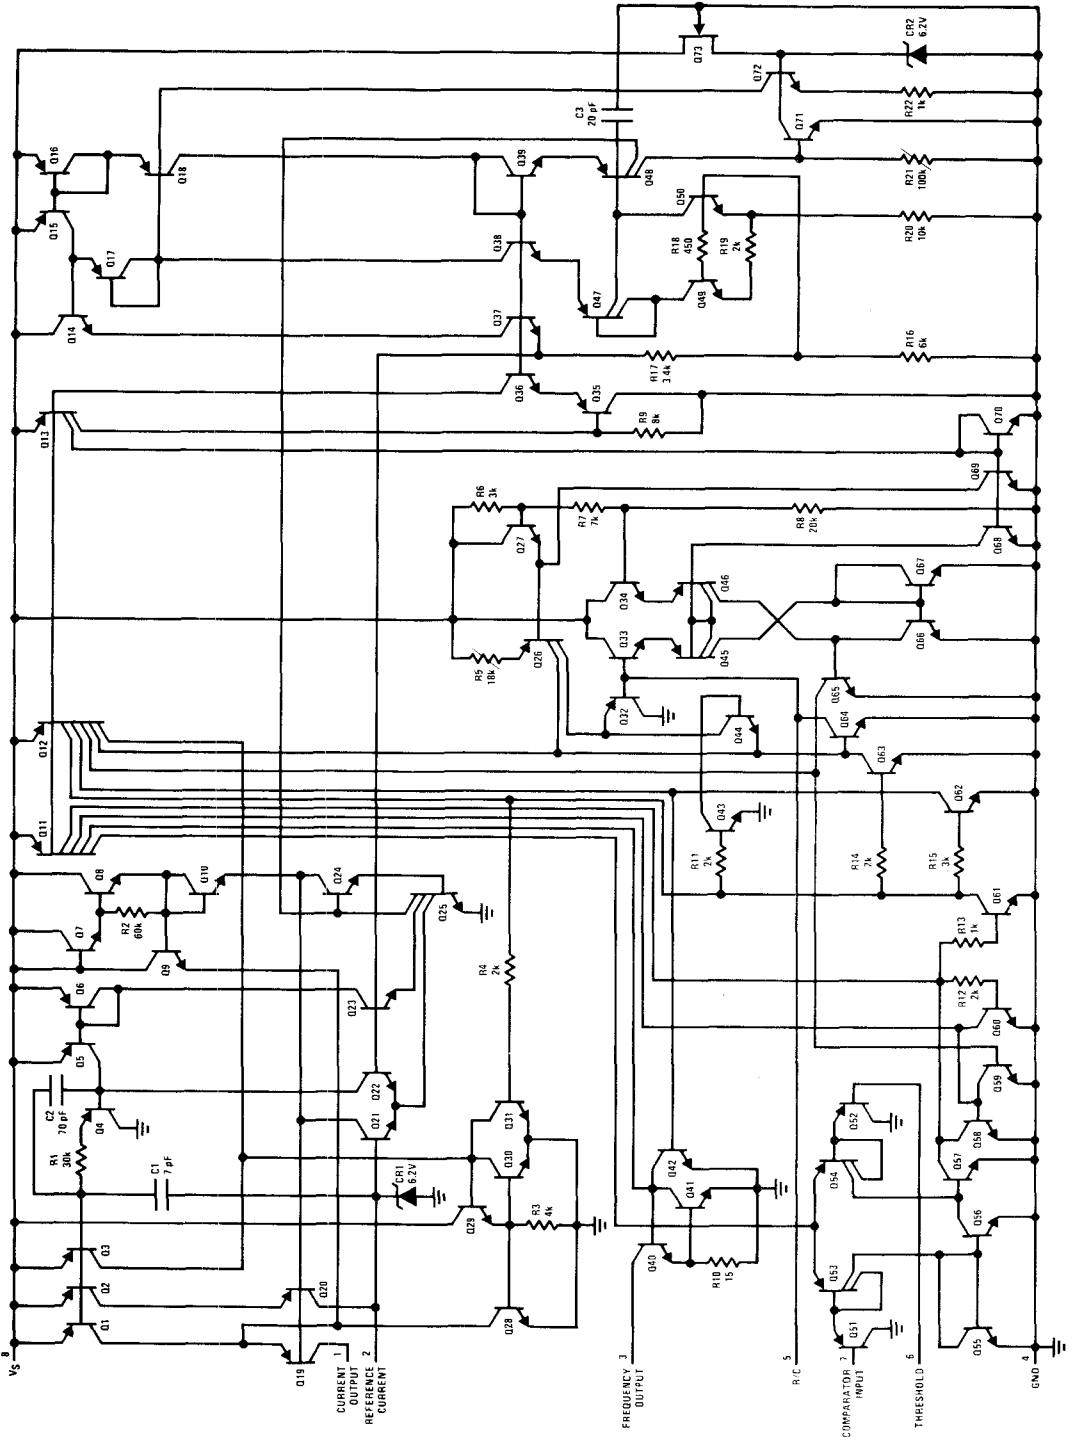 8
VS
Q1
Q2
Q3
R1
30k
C2
70 pF
Q4
Q5
Q6
Q7
Q8
R2
60k
Q9
Q10
Q11
Q12
Q13
Q14
Q15
Q16
Q17
Q18
C1
7 pF
Q19
Q20
Q21
Q22
Q23
Q24
Q25
CR1
6.2V
CURRENT
OUTPUT
1
REFERENCE
CURRENT
2
Q28
Q29
Q30
Q31
R3
4k
R4
2k
R5
18k
Q26
Q27
R6
3k
R7
7k
R8
20k
Q32
Q33
Q34
Q45
Q46
Q35
Q36
Q37
Q38
Q39
R9
8k
Q47
Q48
C3
20 pF
Q49
Q50
R18
450
R19
2k
R17
3.4k
R16
6k
R20
10k
R21
100k
R22
1k
Q71
Q72
Q73
CR2
6.2V
FREQUENCY
OUTPUT
3
Q40
Q41
Q42
R10
15
Q43
Q44
R11
2k
R/C
5
COMPARATOR
INPUT
7
THRESHOLD
6
Q51
Q52
Q53
Q54
Q55
Q56
Q57
Q58
Q59
Q60
Q61
R12
2k
R13
1k
R14
2k
R15
3k
Q62
Q63
Q64
Q65
Q66
Q67
Q68
Q69
Q70
4
GND